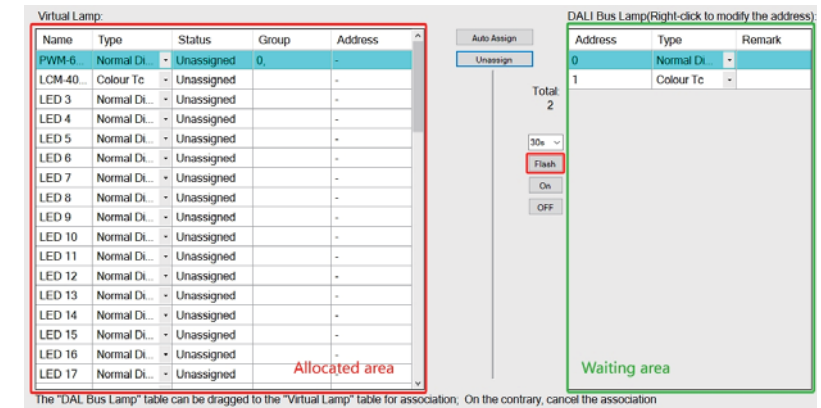 Virtual Lamp: DALI Bus Lamp(Right-click to modify the address):
Name Type Status Group Address Auto Assign Address Type Remark
PWM-6... Normal Di... Unassigned 0, - Unassign 0 Normal Di...
LCM-40... Colour Tc Unassigned - 1 Colour Tc
LED 3 Normal Di... Unassigned - Total:
LED 4 Normal Di... Unassigned - 2
LED 5 Normal Di... Unassigned - 30s
LED 6 Normal Di... Unassigned - Flash
LED 7 Normal Di... Unassigned - On
LED 8 Normal Di... Unassigned - OFF
LED 9 Normal Di... Unassigned -
LED 10 Normal Di... Unassigned -
LED 11 Normal Di... Unassigned -
LED 12 Normal Di... Unassigned -
LED 13 Normal Di... Unassigned -
LED 14 Normal Di... Unassigned -
LED 15 Normal Di... Unassigned -
LED 16 Normal Di... Unassigned -
LED 17 Normal Di... Unassigned -
Allocated area Waiting area
The "DAL Bus Lamp" table can be dragged to the "Virtual Lamp" table for association; On the contrary, cancel the association